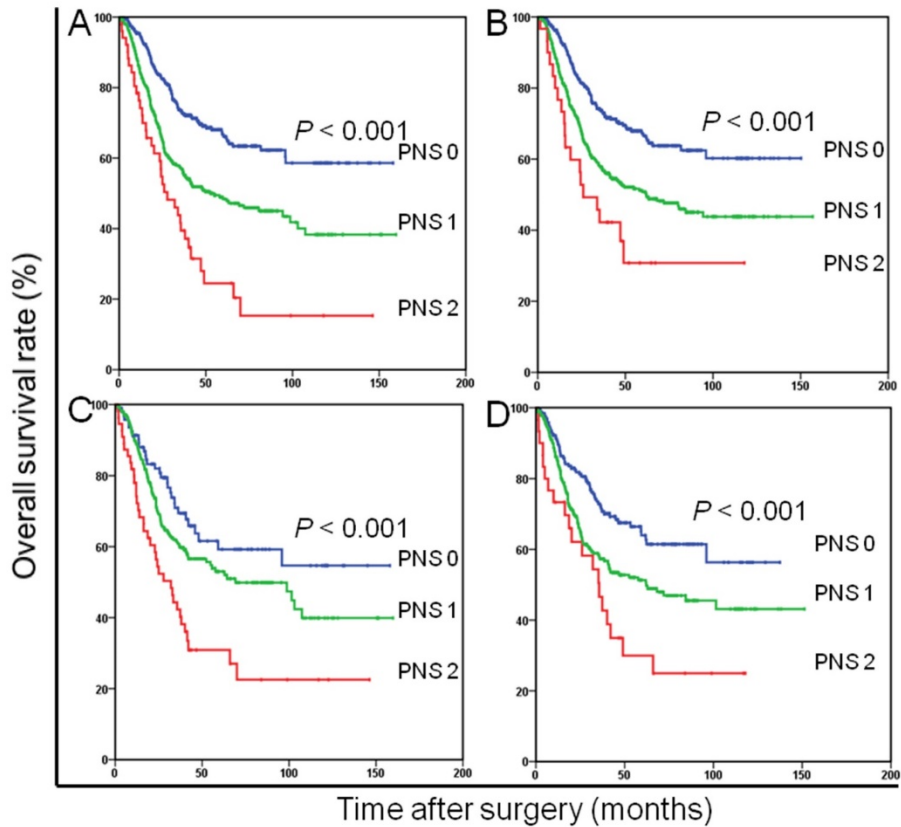 Overall survival rate (%)
A
100
80
60
40
20
0
P < 0.001
PNS 0
PNS 1
PNS 2
0 50 100 150 200
B
100
80
60
40
20
0
P < 0.001
PNS 0
PNS 1
PNS 2
0 50 100 150 200
C
100
80
60
40
20
0
P < 0.001
PNS 0
PNS 1
PNS 2
0 50 100 150 200
D
100
80
60
40
20
0
P < 0.001
PNS 0
PNS 1
PNS 2
0 50 100 150 200
Time after surgery (months)